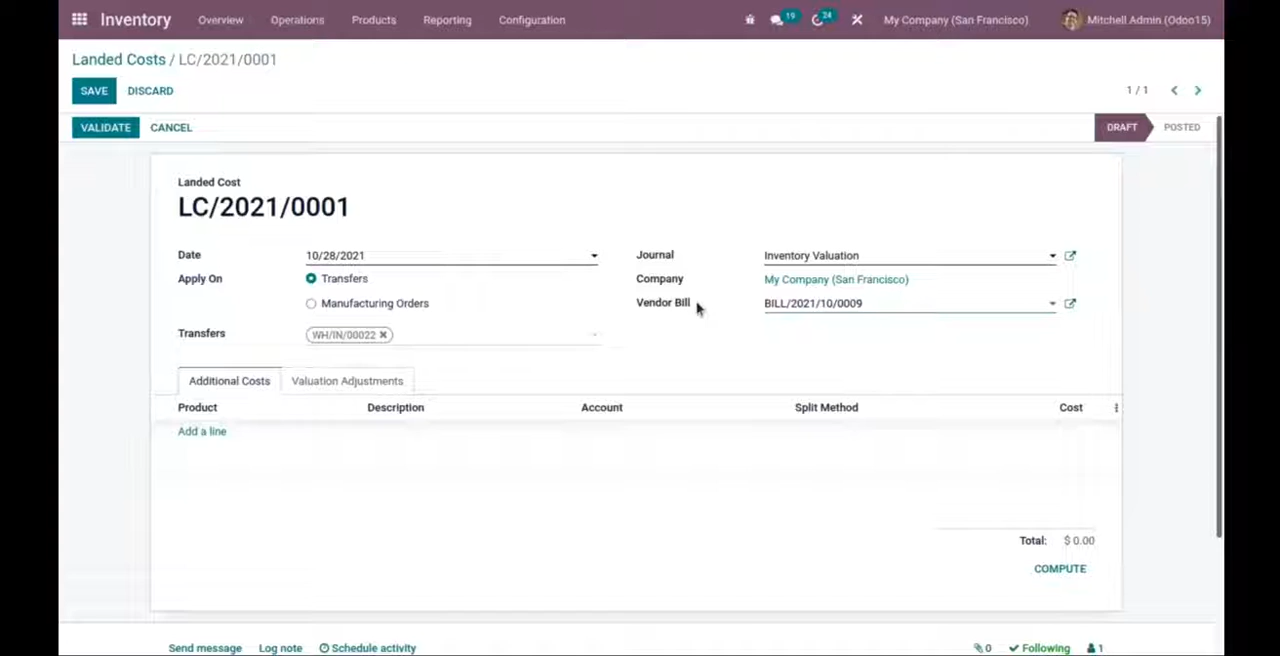 Inventory Overview Operations Products Reporting Configuration 19 24 My Company (San Francisco) Mitchell Admin (Odoo15)
Landed Costs / LC/2021/0001
SAVE DISCARD 1 / 1
VALIDATE CANCEL DRAFT POSTED
Landed Cost
LC/2021/0001
Date 10/28/2021 Journal Inventory Valuation
Apply On Transfers Company My Company (San Francisco)
Manufacturing Orders Vendor Bill BILL/2021/10/0009
Transfers WH/IN/00022
Additional Costs Valuation Adjustments
Product Description Account Split Method Cost
Add a line
Total: $ 0.00
COMPUTE
Send message Log note Schedule activity 0 Following 1